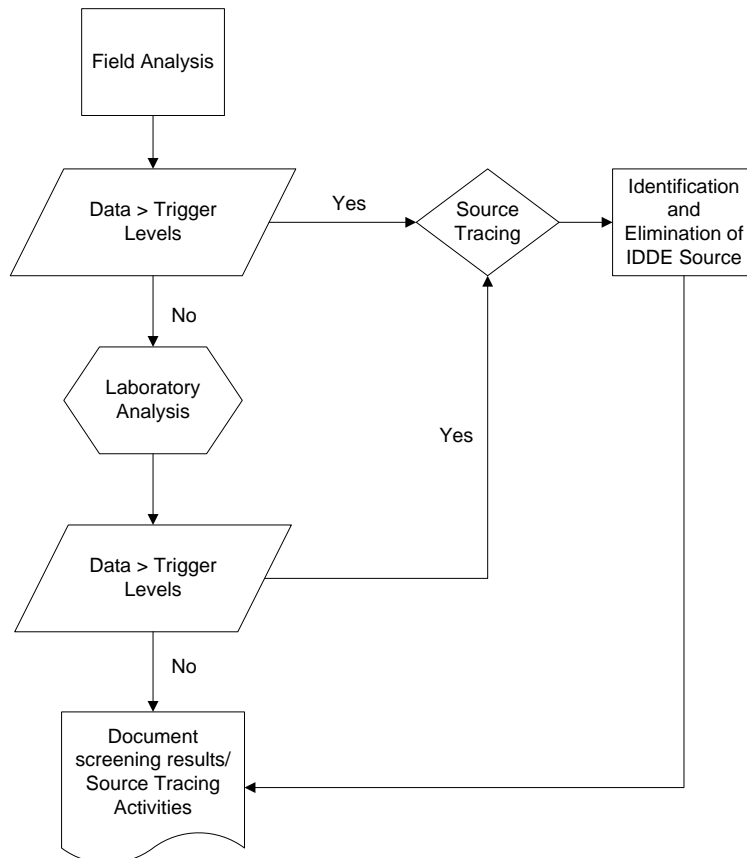 Field Analysis
Data > Trigger
Levels
Yes
Source
Tracing
Identification
and
Elimination of
IDDE Source
No
Laboratory
Analysis
Yes
Data > Trigger
Levels
No
Document
screening results/
Source Tracing
Activities